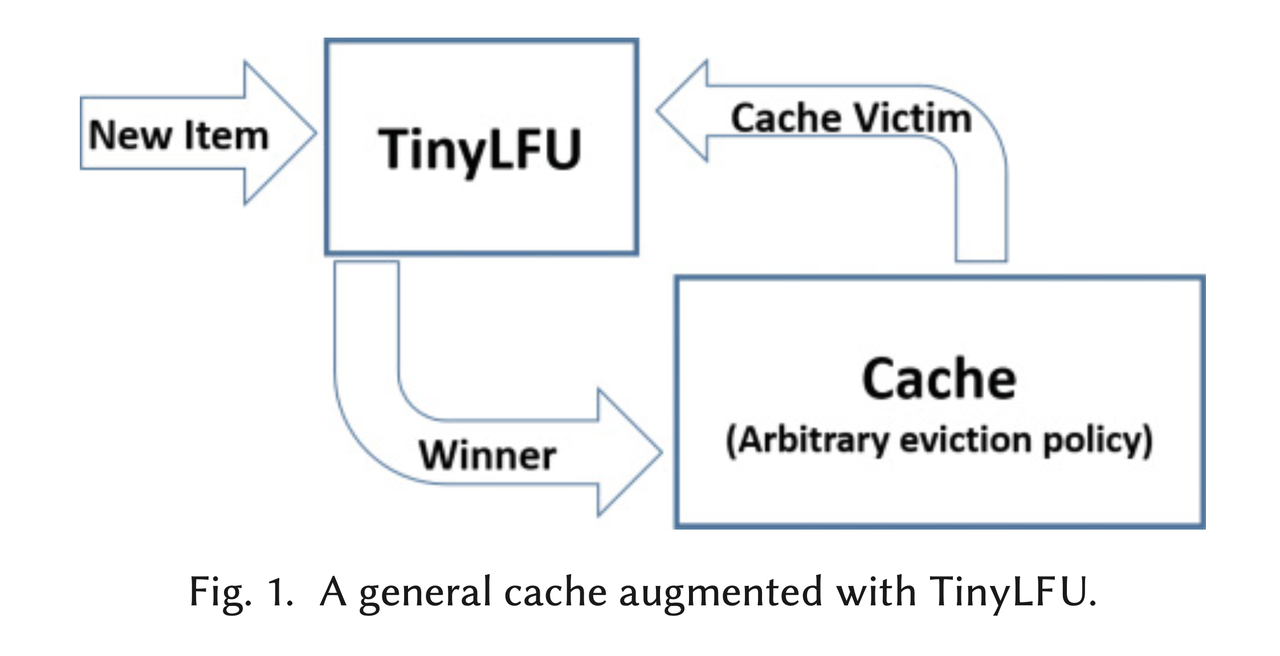 New Item
TinyLFU
Cache Victim
Winner
Cache
(Arbitrary eviction policy)
Fig. 1. A general cache augmented with TinyLFU.